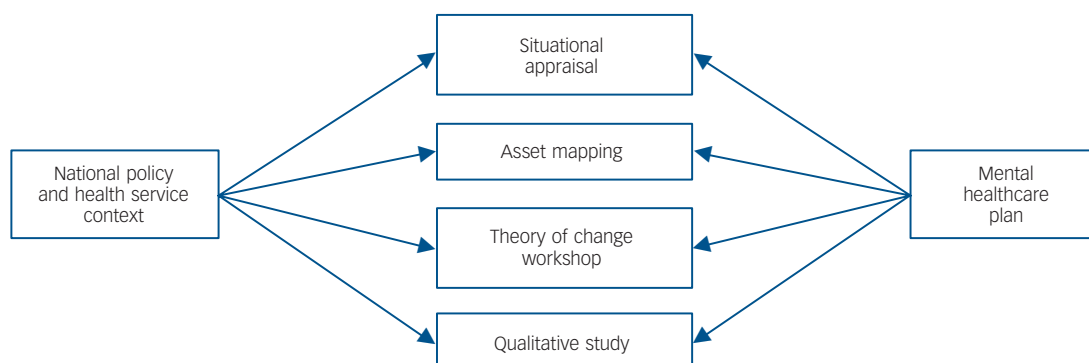 Situational
appraisal
Asset mapping
National policy
and health service
context
Mental
healthcare
plan
Theory of change
workshop
Qualitative study